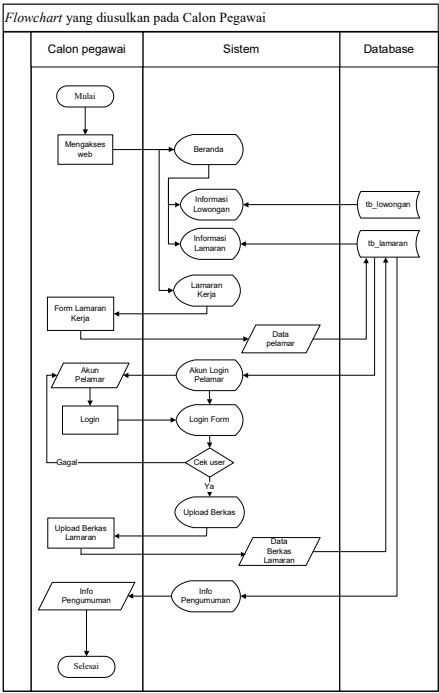 Flowchart yang diusulkan pada Calon Pegawai
Calon pegawai
Sistem
Database
Mulai
Mengakses
web
Beranda
Informasi
Lowongan
tb_lowongan
Informasi
Lamaran
tb_lamaran
Lamaran
Kerja
Form Lamaran
Kerja
Data
pelamar
Akun
Pelamar
Akun Login
Pelamar
Login
Login Form
Gagal
Cek user
Ya
Upload Berkas
Upload Berkas
Lamaran
Data
Berkas
Lamaran
Info
Pengumuman
Info
Pengumuman
Selesai